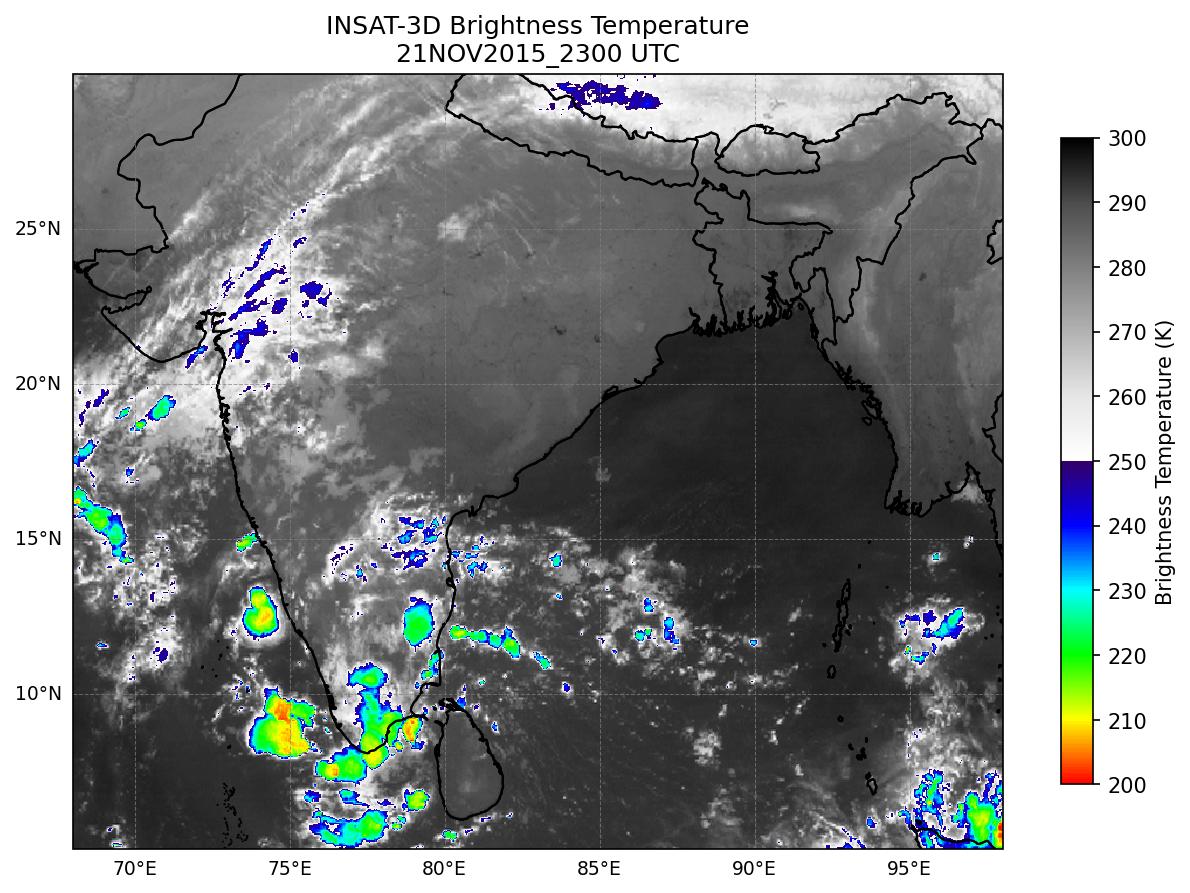 INSAT-3D Brightness Temperature
21NOV2015_2300 UTC
25°N
20°N
15°N
10°N
70°E
75°E
80°E
85°E
90°E
95°E
300
290
280
270
260
250
240
230
220
210
200
Brightness Temperature (K)